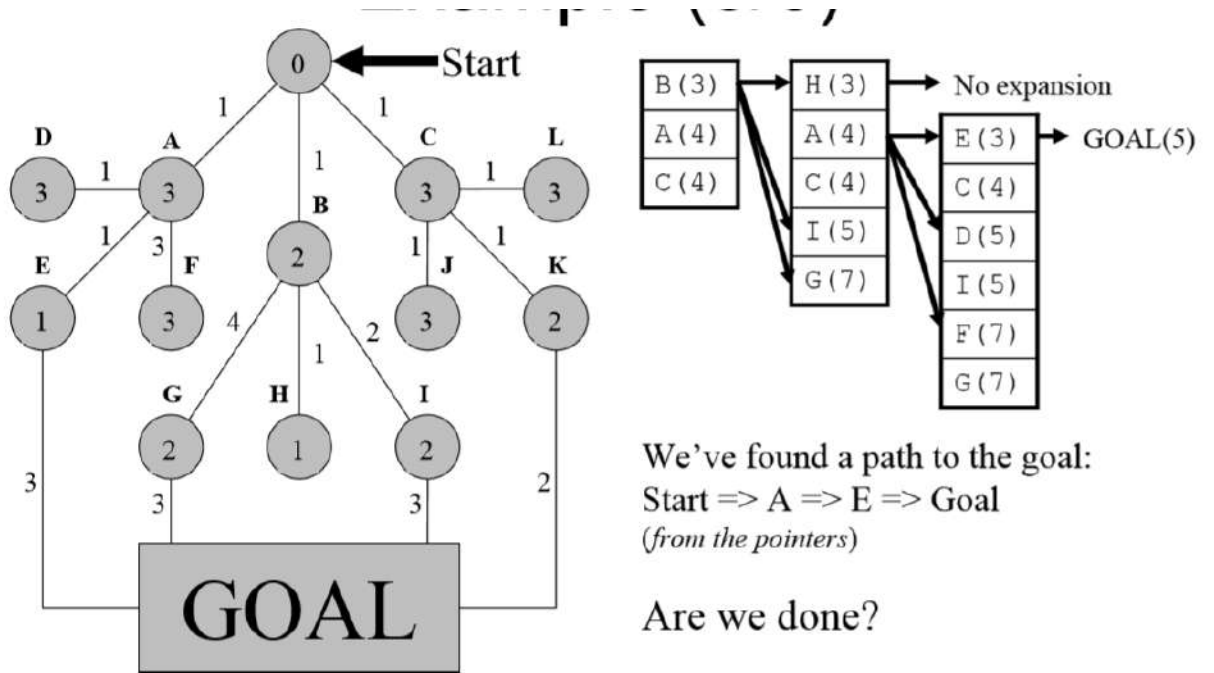 0
Start
1
1
1
D
A
C
L
3
1
3
3
1
3
B
2
1
3
1
1
E
F
J
K
1
3
3
2
4
1
2
G
H
I
2
1
2
3
3
3
2
GOAL
B(3)
A(4)
C(4)
H(3)
A(4)
C(4)
I(5)
G(7)
No expansion
E(3)
C(4)
D(5)
I(5)
F(7)
G(7)
GOAL(5)
We've found a path to the goal:
Start => A => E => Goal
(from the pointers)
Are we done?